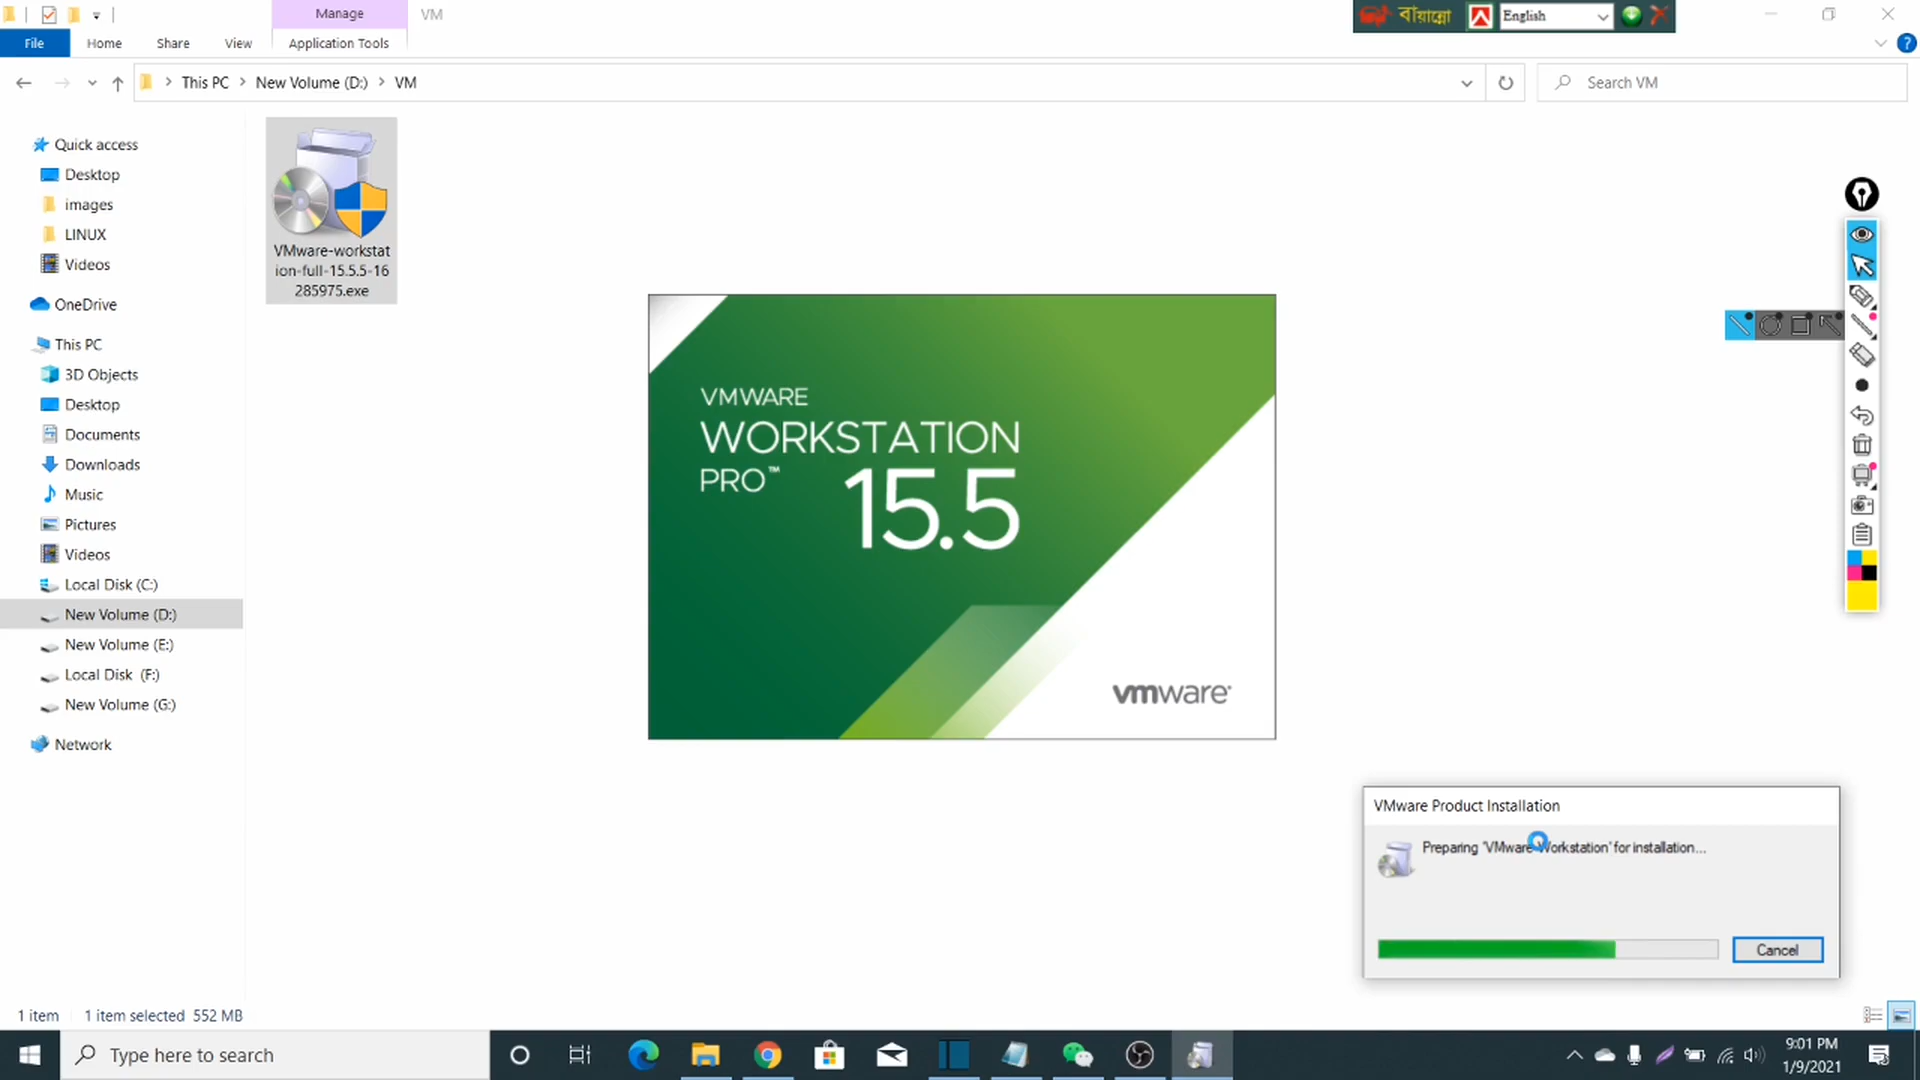 Manage
VM
বায়ান্নো
English
File
Home
Share
View
Application Tools
This PC
New Volume (D:)
VM
Search VM
Quick access
Desktop
images
LINUX
Videos
OneDrive
This PC
3D Objects
Desktop
Documents
Downloads
Music
Pictures
Videos
Local Disk (C:)
New Volume (D:)
New Volume (E:)
Local Disk (F:)
New Volume (G:)
Network
VMware-workstat
ion-full-15.5.5-16
285975.exe
VMWARE
WORKSTATION
PRO™
15.5
vmware®
VMware Product Installation
Preparing 'VMware Workstation' for installation...
Cancel
1 item
1 item selected 552 MB
Type here to search
9:01 PM
1/9/2021